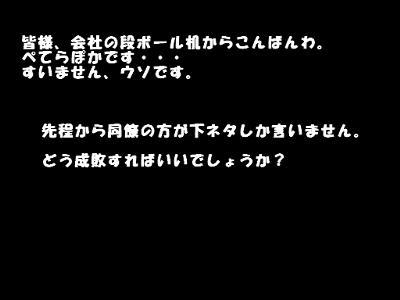 皆様、会社の段ボール机からこんばんわ。
ぺてらぽかです・・・
すいません、ウソです。
先程から同僚の方が下ネタしか言いません。
どう成敗すればいいでしょうか？